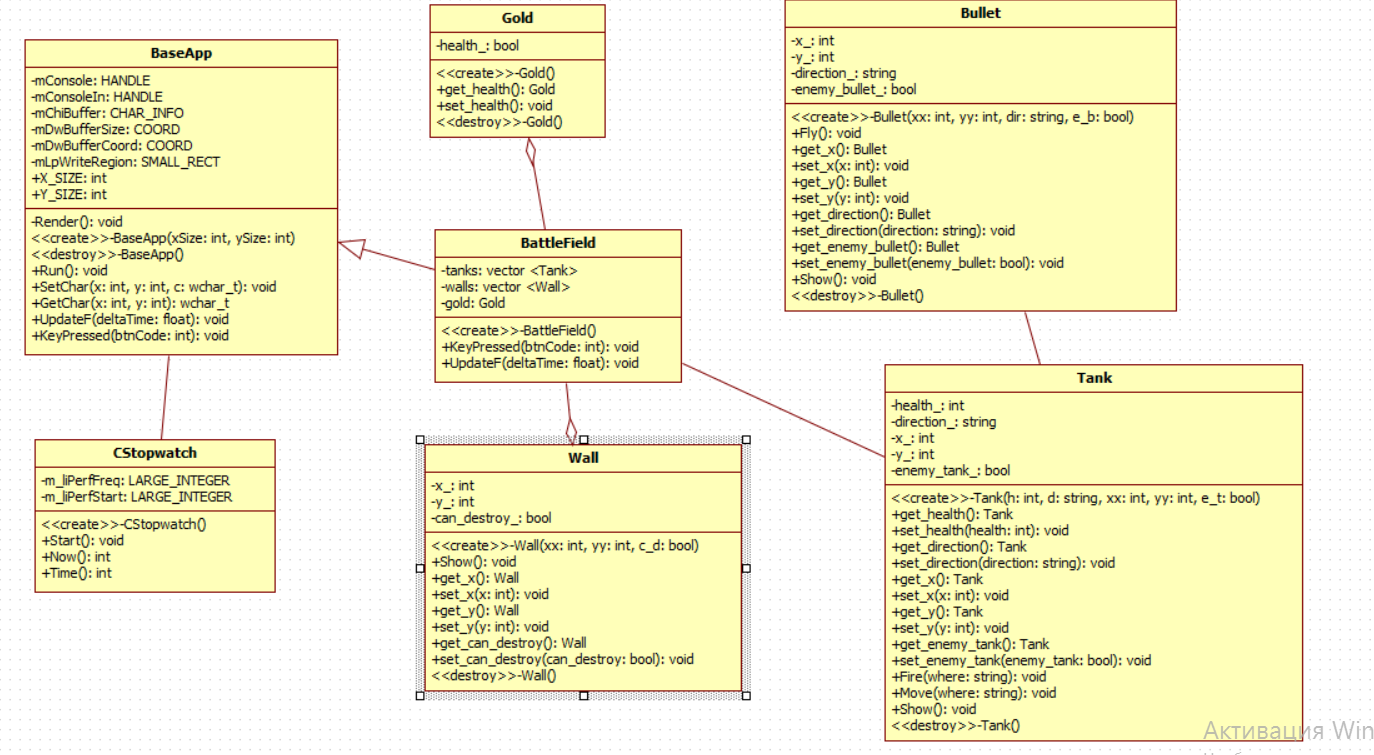 BaseApp
-mConsole: HANDLE
-mConsoleIn: HANDLE
-mChiBuffer: CHAR_INFO
-mDwBufferSize: COORD
-mDwBufferCoord: COORD
-mLpWriteRegion: SMALL_RECT
+X_SIZE: int
+Y_SIZE: int
-Render(): void
<<create>>-BaseApp(xSize: int, ySize: int)
<<destroy>>-BaseApp()
+Run(): void
+SetChar(x: int, y: int, c: wchar_t): void
+GetChar(x: int, y: int): wchar_t
+UpdateF(deltaTime: float): void
+KeyPressed(btnCode: int): void
CStopwatch
-m_liPerfFreq: LARGE_INTEGER
-m_liPerfStart: LARGE_INTEGER
<<create>>-CStopwatch()
+Start(): void
+Now(): int
+Time(): int
Gold
-health_: bool
<<create>>-Gold()
+get_health(): Gold
+set_health(): void
<<destroy>>-Gold()
BattleField
-tanks: vector <Tank>
-walls: vector <Wall>
-gold: Gold
<<create>>-BattleField()
+KeyPressed(btnCode: int): void
+UpdateF(deltaTime: float): void
Wall
-x_: int
-y_: int
-can_destroy_: bool
<<create>>-Wall(xx: int, yy: int, c_d: bool)
+Show(): void
+get_x(): Wall
+set_x(x: int): void
+get_y(): Wall
+set_y(y: int): void
+get_can_destroy(): Wall
+set_can_destroy(can_destroy: bool): void
<<destroy>>-Wall()
Bullet
-x_: int
-y_: int
-direction_: string
-enemy_bullet_: bool
<<create>>-Bullet(xx: int, yy: int, dir: string, e_b: bool)
+Fly(): void
+get_x(): Bullet
+set_x(x: int): void
+get_y(): Bullet
+set_y(y: int): void
+get_direction(): Bullet
+set_direction(direction: string): void
+get_enemy_bullet(): Bullet
+set_enemy_bullet(enemy_bullet: bool): void
+Show(): void
<<destroy>>-Bullet()
Tank
-health_: int
-direction_: string
-x_: int
-y_: int
-enemy_tank_: bool
<<create>>-Tank(h: int, d: string, xx: int, yy: int, e_t: bool)
+get_health(): Tank
+set_health(health: int): void
+get_direction(): Tank
+set_direction(direction: string): void
+get_x(): Tank
+set_x(x: int): void
+get_y(): Tank
+set_y(y: int): void
+get_enemy_tank(): Tank
+set_enemy_tank(enemy_tank: bool): void
+Fire(where: string): void
+Move(where: string): void
+Show(): void
<<destroy>>-Tank()
Активация Win